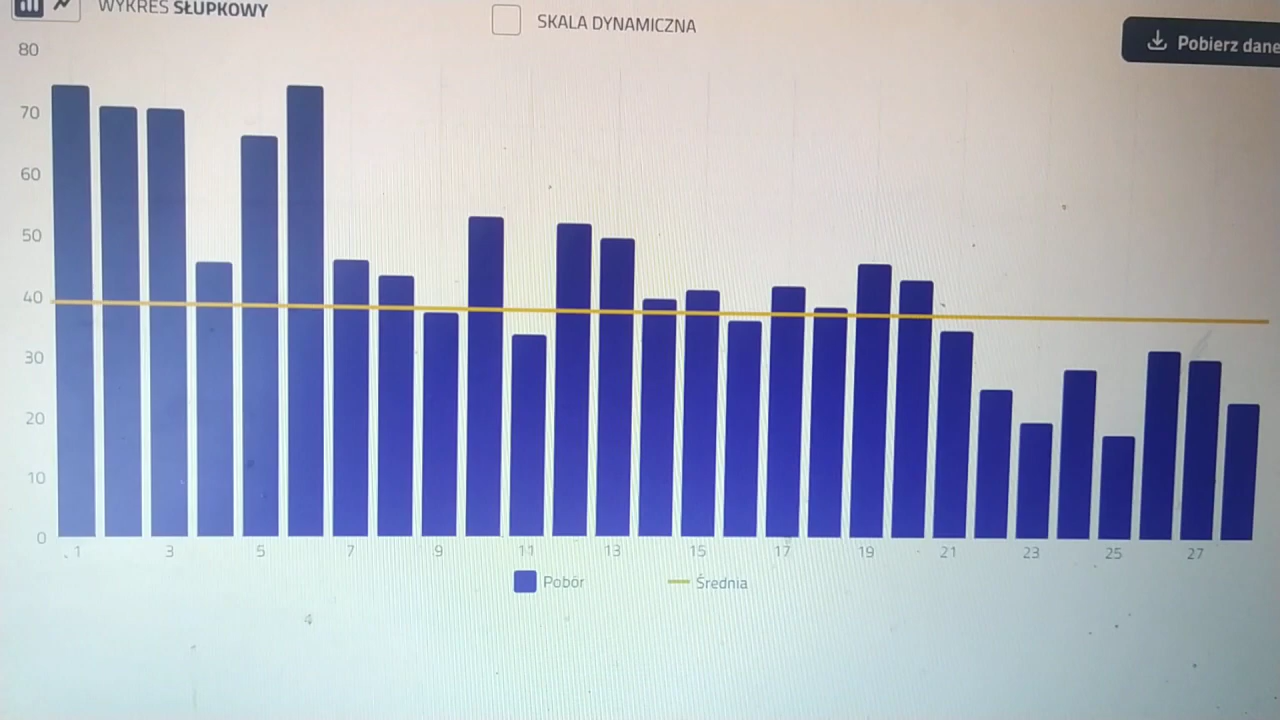 WYKRES SŁUPKOWY
SKALA DYNAMICZNA
Pobierz dane
80
70
60
50
40
30
20
10
0
1 3 5 7 9 11 13 15 17 19 21 23 25 27
Pobór Średnia